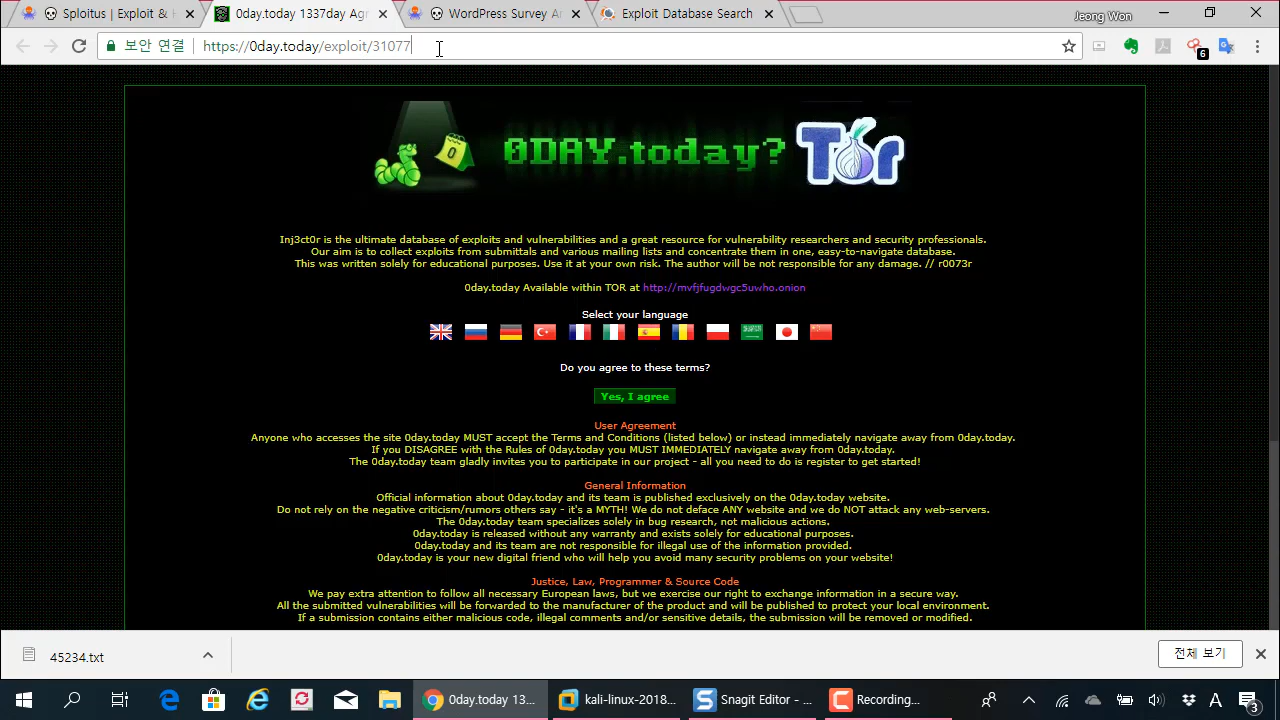 Sploitus | Exploit & H
0day.today 1337day Agr
WordPress Survey An
Exploit Database Search
Jeong Won
보안 연결
https://0day.today/exploit/31077
6
0
0DAY.today?
Tor
Inj3ct0r is the ultimate database of exploits and vulnerabilities and a great resource for vulnerability researchers and security professionals.
Our aim is to collect exploits from submittals and various mailing lists and concentrate them in one, easy-to-navigate database.
This was written solely for educational purposes. Use it at your own risk. The author will be not responsible for any damage. // r0073r
0day.today Available within TOR at http://mvfjfugdwgc5uwho.onion
Select your language
Do you agree to these terms?
Yes, I agree
User Agreement
Anyone who accesses the site 0day.today MUST accept the Terms and Conditions (listed below) or instead immediately navigate away from 0day.today.
If you DISAGREE with the Rules of 0day.today you MUST IMMEDIATELY navigate away from 0day.today.
The 0day.today team gladly invites you to participate in our project - all you need to do is register to get started!
General Information
Official information about 0day.today and its team is published exclusively on the 0day.today website.
Do not rely on the negative criticism/rumors others say - it's a MYTH! We do not deface ANY website and we do NOT attack any web-servers.
The 0day.today team specializes solely in bug research, not malicious actions.
0day.today is released without any warranty and exists solely for educational purposes.
0day.today and its team are not responsible for illegal use of the information provided.
0day.today is your new digital friend who will help you avoid many security problems on your website!
Justice, Law, Programmer & Source Code
We pay extra attention to follow all necessary European laws, but we exercise our right to exchange information in a secure way.
All the submitted vulnerabilities will be forwarded to the manufacturer of the product and will be published to protect your local environment.
If a submission contains either malicious code, illegal comments and/or sensitive details, the submission will be removed or modified.
45234.txt
전체 보기
0day.today 13...
kali-linux-2018...
Snagit Editor - ...
Recording...
A
3